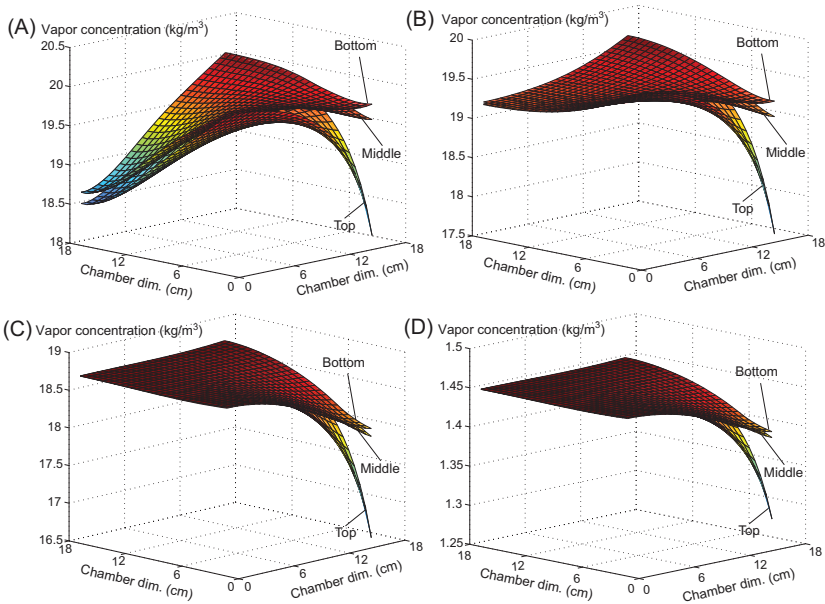 (A) Vapor concentration (kg/m³)
20.5
20
19.5
19
18.5
18
18
12
6
0
0
6
12
18
Chamber dim. (cm)
Chamber dim. (cm)
Bottom
Middle
Top
(B) Vapor concentration (kg/m³)
20
19.5
19
18.5
18
17.5
18
12
6
0
0
6
12
18
Chamber dim. (cm)
Chamber dim. (cm)
Bottom
Middle
Top
(C) Vapor concentration (kg/m³)
19
18.5
18
17.5
17
16.5
18
12
6
0
0
6
12
18
Chamber dim. (cm)
Chamber dim. (cm)
Bottom
Middle
Top
(D) Vapor concentration (kg/m³)
1.5
1.45
1.4
1.35
1.3
1.25
18
12
6
0
0
6
12
18
Chamber dim. (cm)
Chamber dim. (cm)
Bottom
Middle
Top